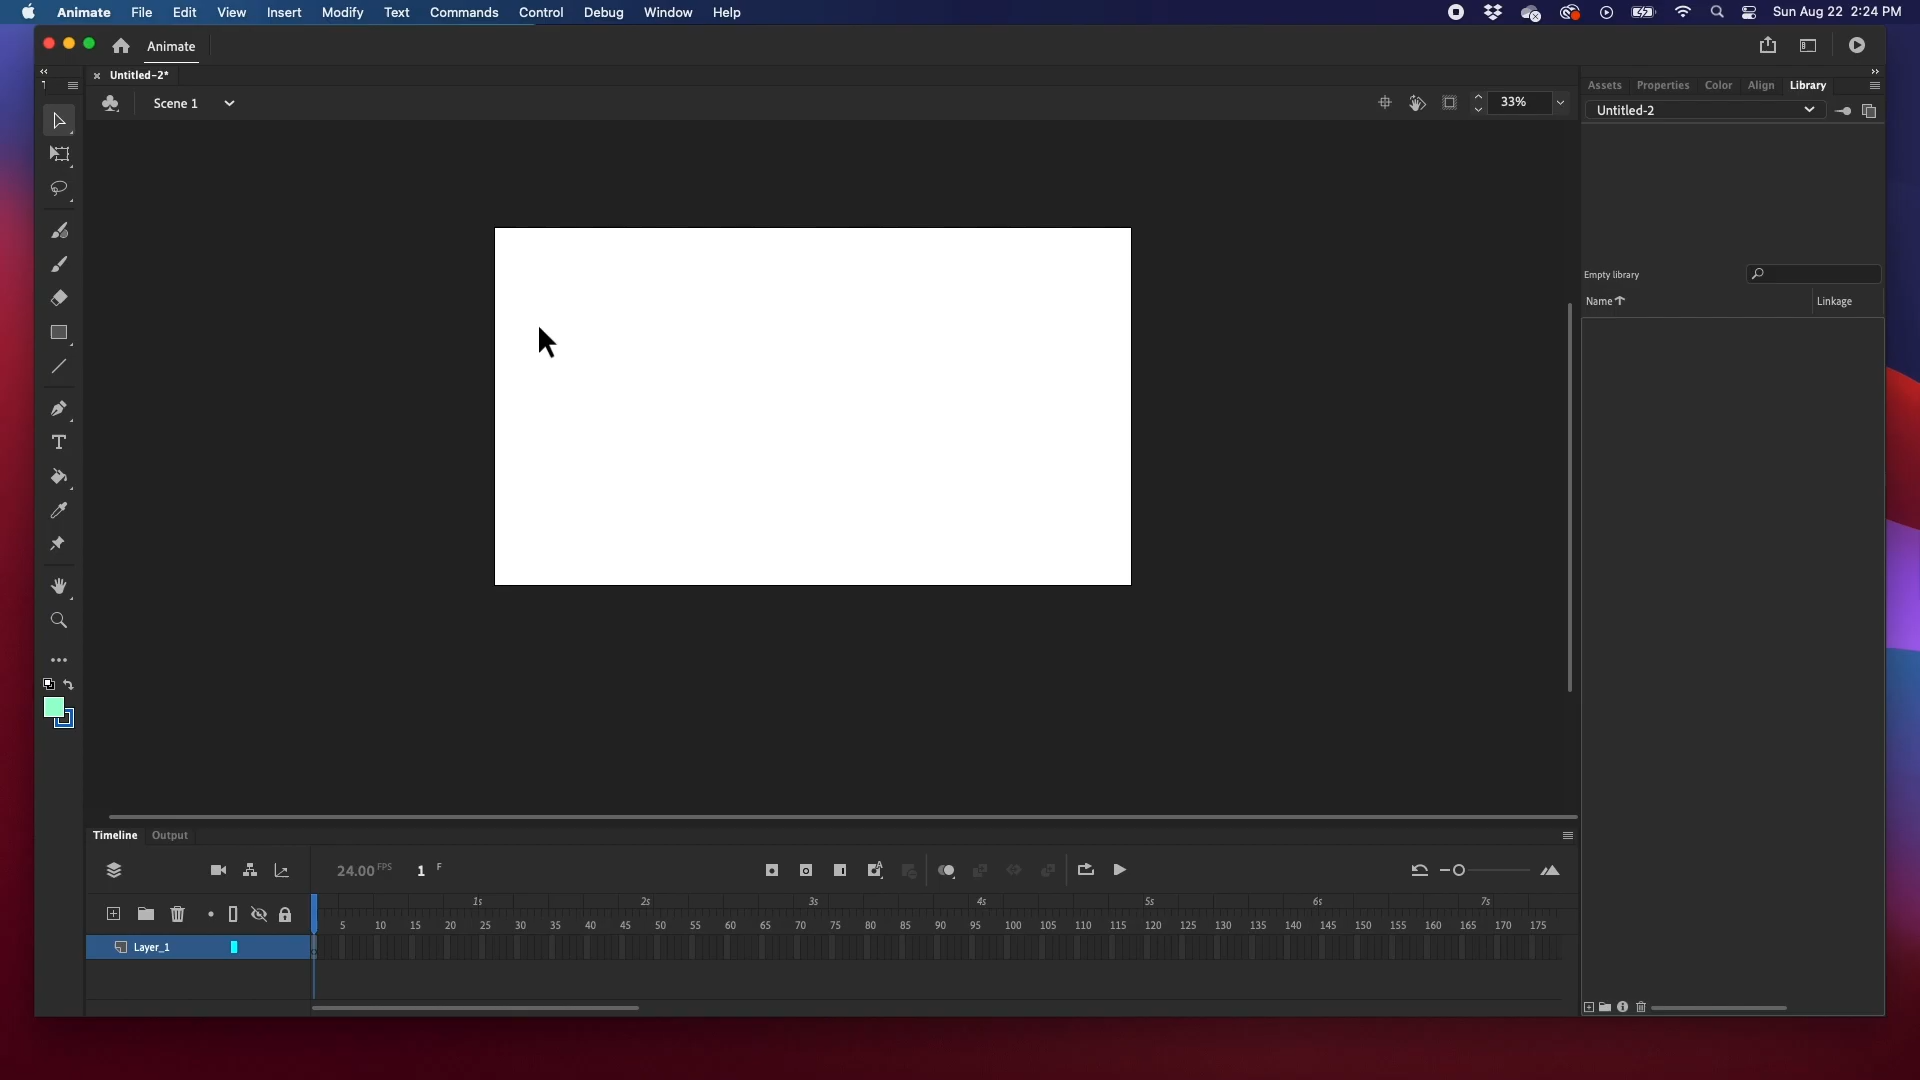 Animate File Edit View Insert Modify Text Commands Control Debug Window Help Sun Aug 22 2:24 PM
Animate
Untitled-2*
Scene 1 33%
Assets Properties Color Align Library
Untitled-2
Empty library
Name Linkage
Timeline Output
24.00 FPS 1 F
1s 2s 3s 4s 5s 6s 7s
5 10 15 20 25 30 35 40 45 50 55 60 65 70 75 80 85 90 95 100 105 110 115 120 125 130 135 140 145 150 155 160 165 170 175
Layer_1